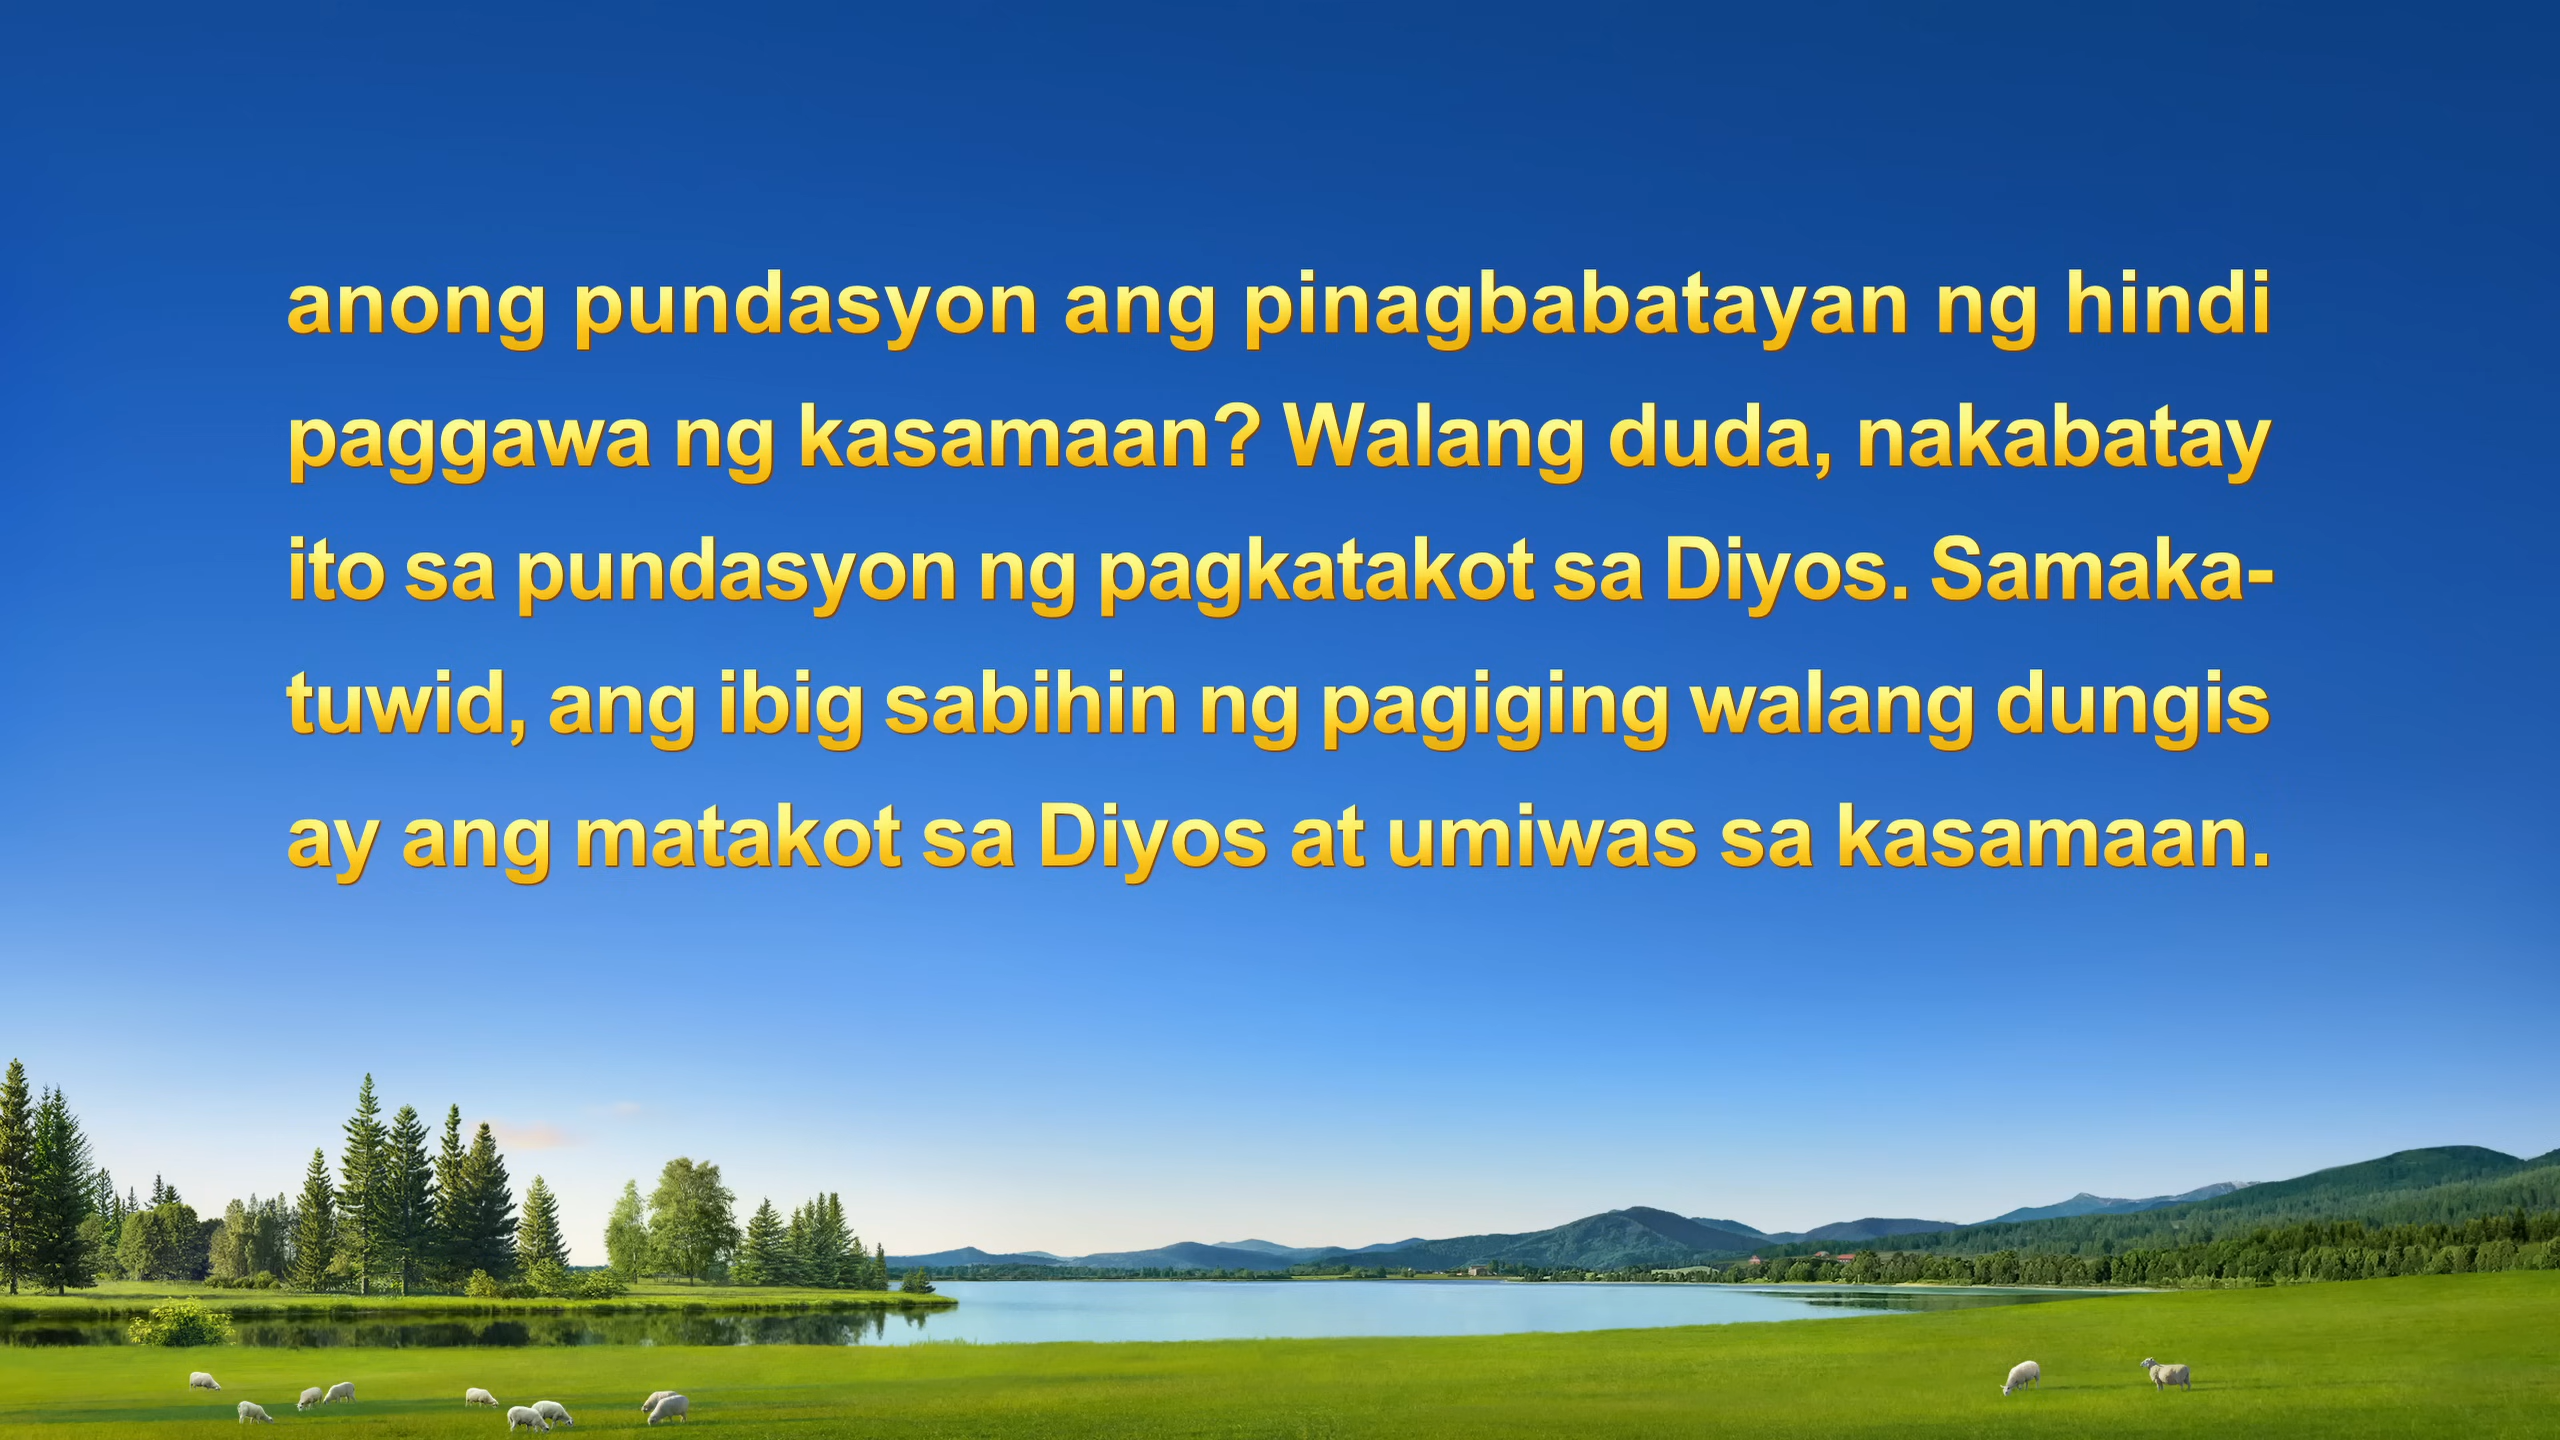 anong pundasyon ang pinagbabatayan ng hindi
paggawa ng kasamaan? Walang duda, nakabatay
ito sa pundasyon ng pagkatakot sa Diyos. Samaka-
tuwid, ang ibig sabihin ng pagiging walang dungis
ay ang matakot sa Diyos at umiwas sa kasamaan.